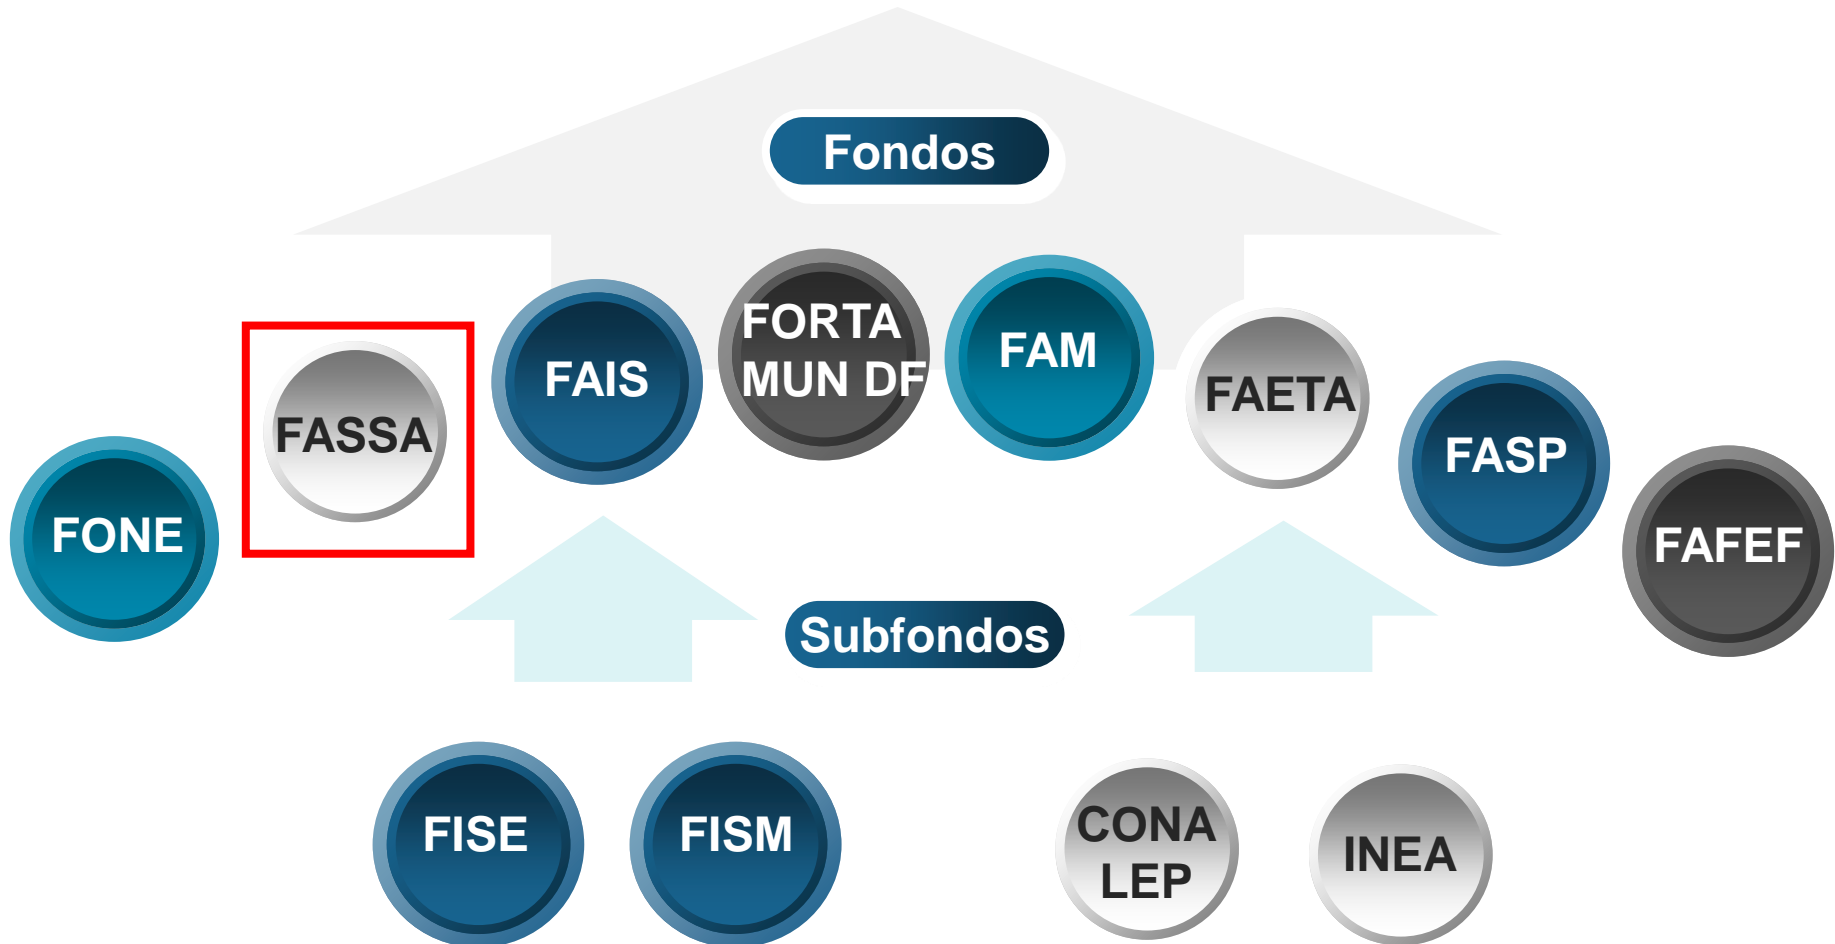 Fondos
FONE
FASSA
FAIS
FORTA
MUN DF
FAM
FAETA
FASP
FAFEF
Subfondos
FISE
FISM
CONA
LEP
INEA